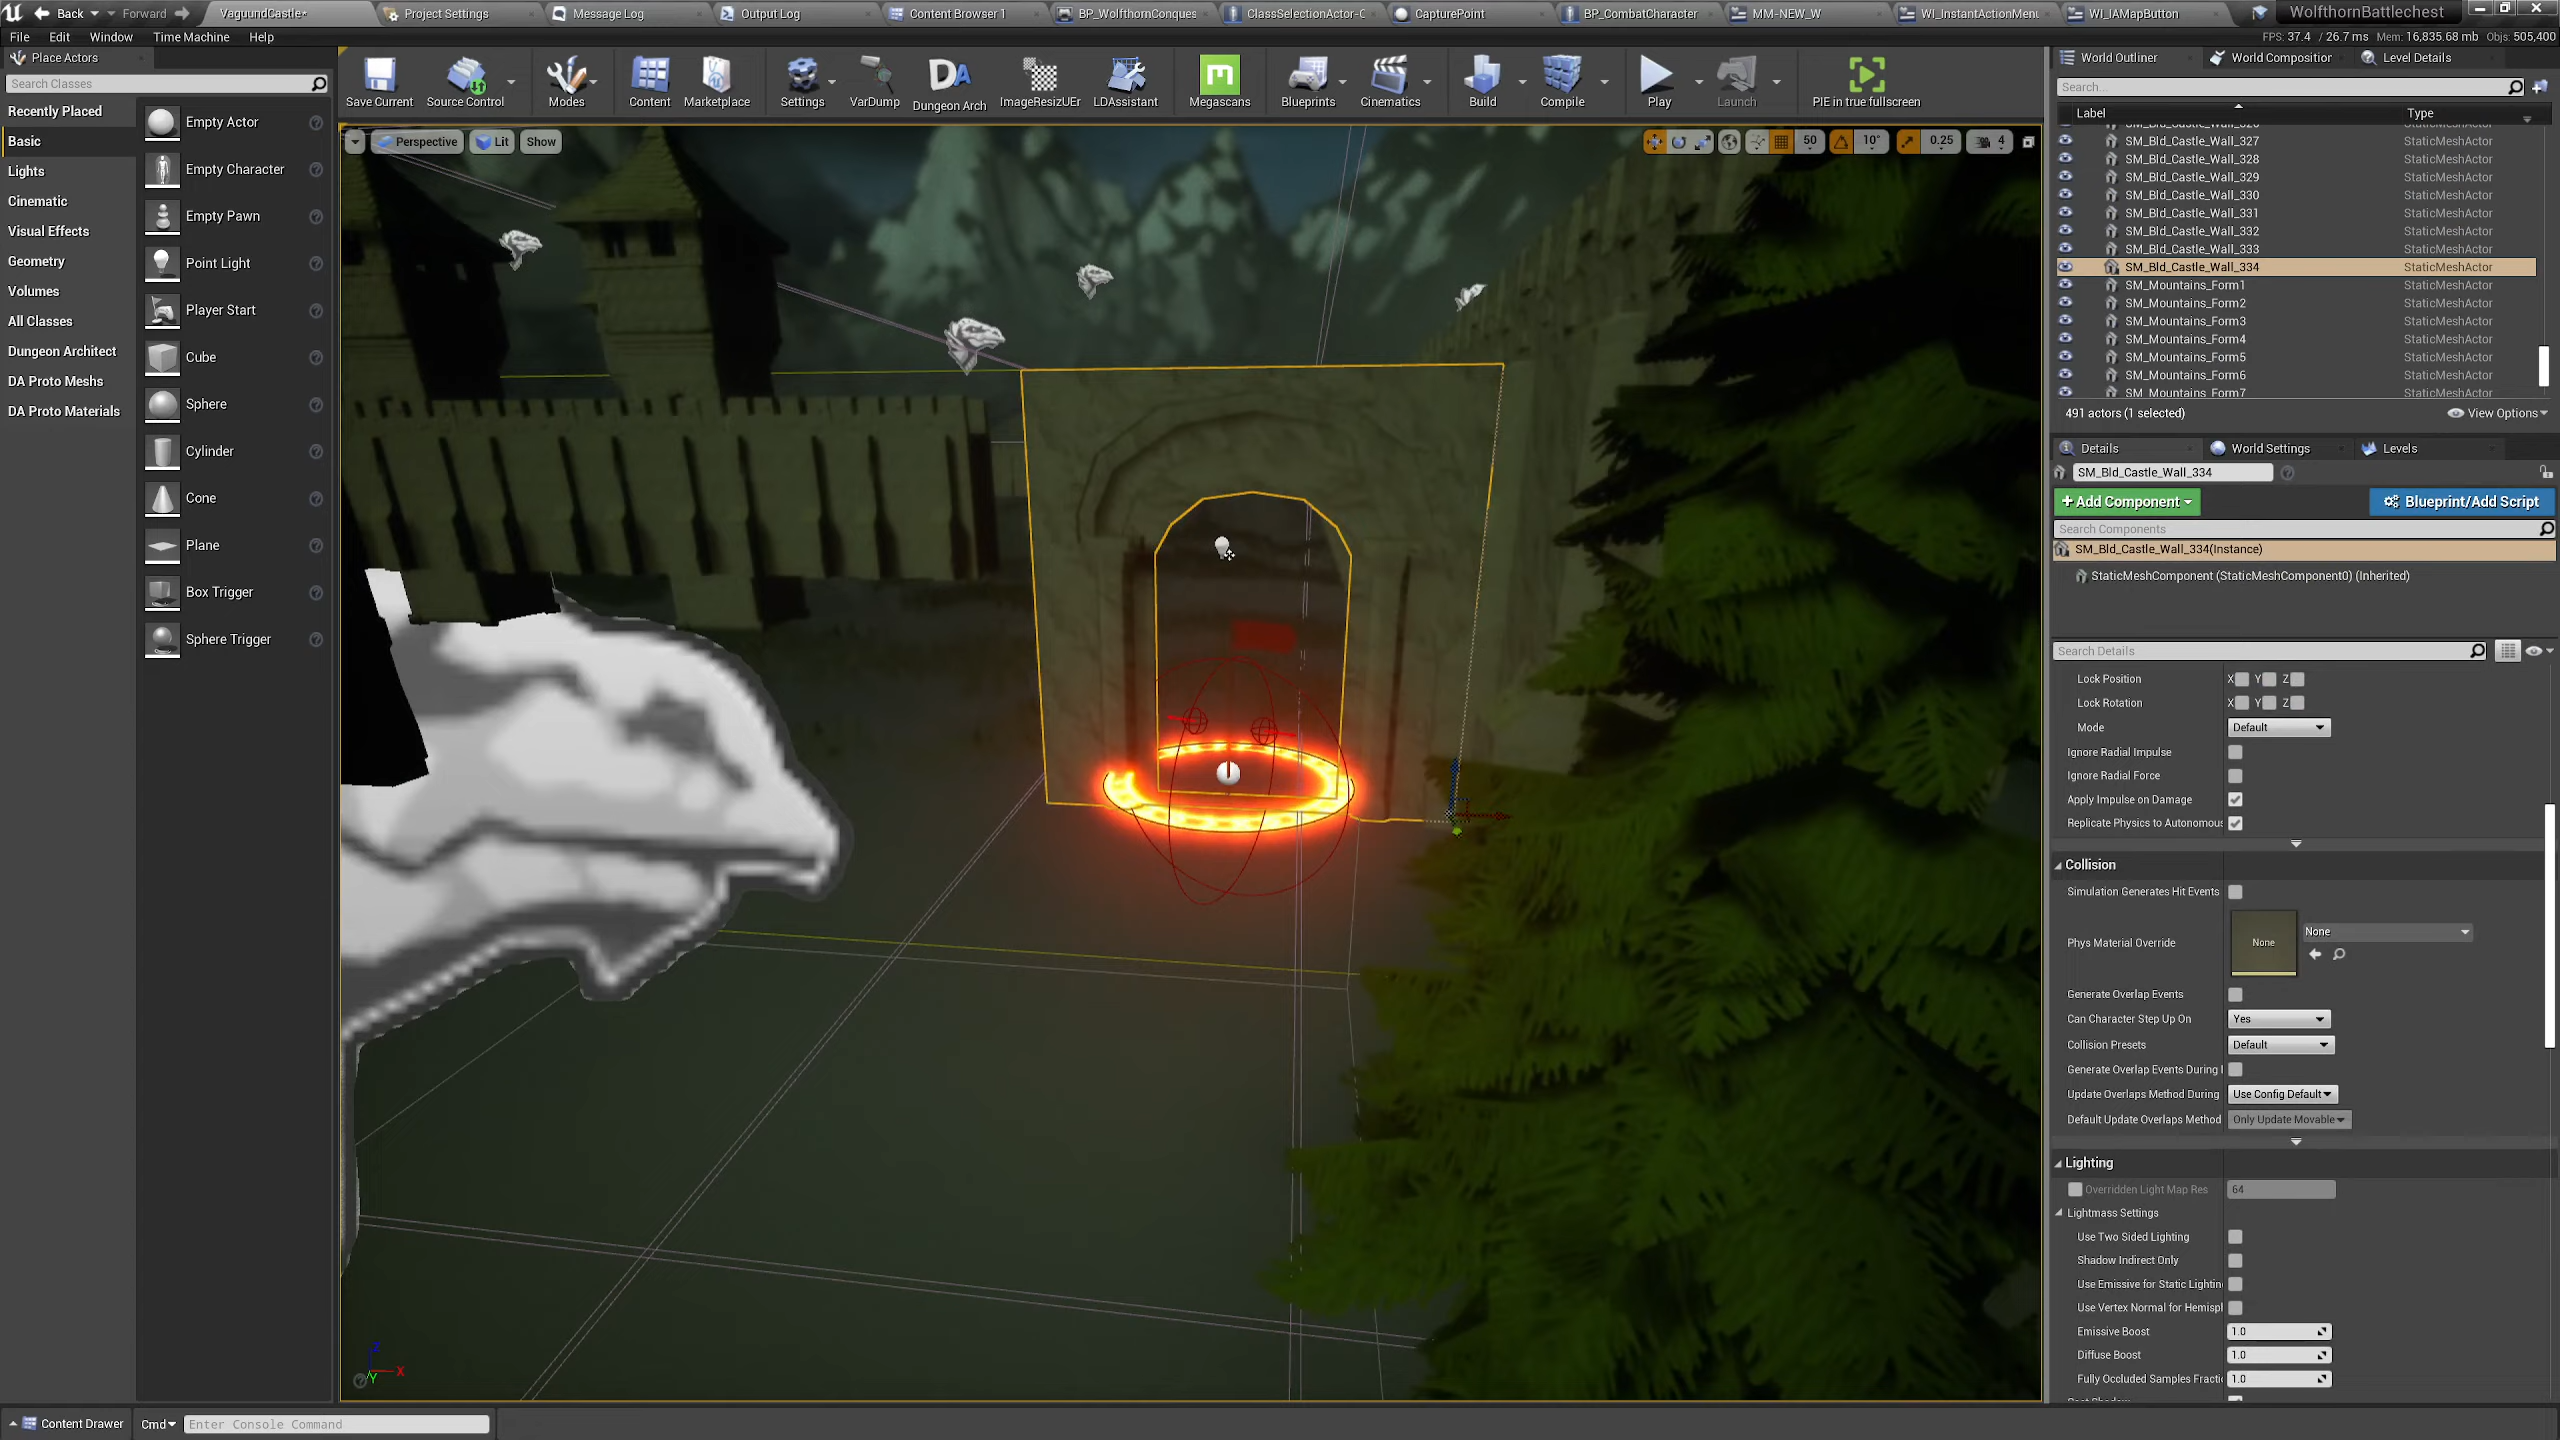 Back
Forward
VaguundCastle*
Project Settings
Message Log
Output Log
Content Browser 1
BP_WolfthornConques
ClassSelectionActor-C
CapturePoint
BP_CombatCharacter
MM-NEW_W
WI_InstantActionMenu
WI_IAMapButton
WolfthornBattlechest
File Edit Window Time Machine Help
FPS: 37.4 / 26.7 ms Mem: 16,835.68 mb Objs: 505,400
Place Actors
Search Classes
Recently Placed
Basic
Lights
Cinematic
Visual Effects
Geometry
Volumes
All Classes
Dungeon Architect
DA Proto Meshs
DA Proto Materials
Empty Actor
Empty Character
Empty Pawn
Point Light
Player Start
Cube
Sphere
Cylinder
Cone
Plane
Box Trigger
Sphere Trigger
Save Current
Source Control
Modes
Content
Marketplace
Settings
VarDump
DA
Dungeon Arch
ImageResizUEr
LDAssistant
Megascans
Blueprints
Cinematics
Build
Compile
Play
Launch
PIE in true fullscreen
Perspective
Lit
Show
50
10°
0.25
4
Z
X
Y
World Outliner
World Composition
Level Details
Search...
Label Type
SM_Bld_Castle_Wall_327 StaticMeshActor
SM_Bld_Castle_Wall_328 StaticMeshActor
SM_Bld_Castle_Wall_329 StaticMeshActor
SM_Bld_Castle_Wall_330 StaticMeshActor
SM_Bld_Castle_Wall_331 StaticMeshActor
SM_Bld_Castle_Wall_332 StaticMeshActor
SM_Bld_Castle_Wall_333 StaticMeshActor
SM_Bld_Castle_Wall_334 StaticMeshActor
SM_Mountains_Form1 StaticMeshActor
SM_Mountains_Form2 StaticMeshActor
SM_Mountains_Form3 StaticMeshActor
SM_Mountains_Form4 StaticMeshActor
SM_Mountains_Form5 StaticMeshActor
SM_Mountains_Form6 StaticMeshActor
SM_Mountains_Form7 StaticMeshActor
491 actors (1 selected)
View Options
Details
World Settings
Levels
SM_Bld_Castle_Wall_334
+ Add Component
Blueprint/Add Script
Search Components
SM_Bld_Castle_Wall_334(Instance)
StaticMeshComponent (StaticMeshComponent0) (Inherited)
Search Details
Lock Position X Y Z
Lock Rotation X Y Z
Mode Default
Ignore Radial Impulse
Ignore Radial Force
Apply Impulse on Damage
Replicate Physics to Autonomous
Collision
Simulation Generates Hit Events
Phys Material Override None None
Generate Overlap Events
Can Character Step Up On Yes
Collision Presets Default
Generate Overlap Events During
Update Overlaps Method During Use Config Default
Default Update Overlaps Method Only Update Movable
Lighting
Overridden Light Map Res 64
Lightmass Settings
Use Two Sided Lighting
Shadow Indirect Only
Use Emissive for Static Lighting
Use Vertex Normal for Hemisp
Emissive Boost 1.0
Diffuse Boost 1.0
Fully Occluded Samples Fracti 1.0
Content Drawer
Cmd
Enter Console Command